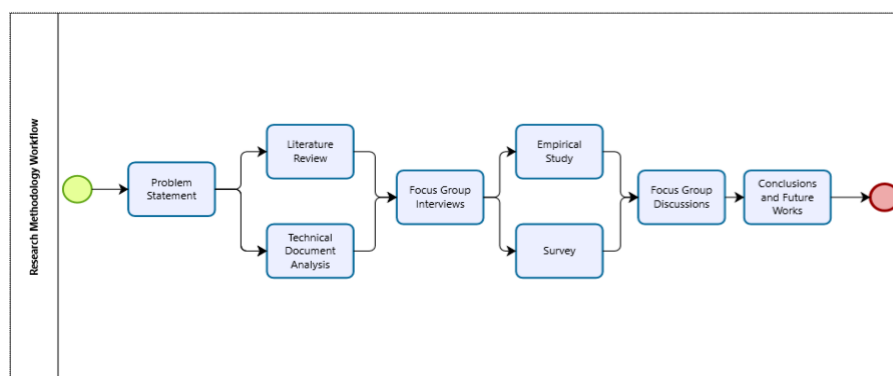 Research Methodology Workflow
Problem
Statement
Literature
Review
Technical
Document
Analysis
Focus Group
Interviews
Empirical
Study
Survey
Focus Group
Discussions
Conclusions
and Future
Works